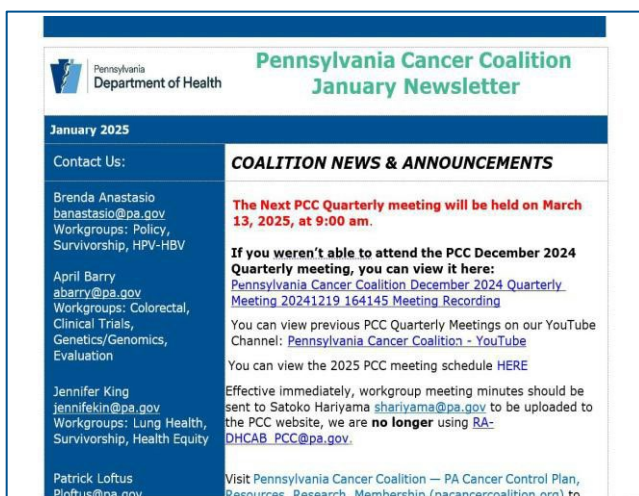 Pennsylvania
Department of Health
Pennsylvania Cancer Coalition
January Newsletter
January 2025
Contact Us:
Brenda Anastasio
banastasio@pa.gov
Workgroups: Policy,
Survivorship, HPV-HBV
April Barry
abarry@pa.gov
Workgroups: Colorectal,
Clinical Trials,
Genetics/Genomics,
Evaluation
Jennifer King
jennifekin@pa.gov
Workgroups: Lung Health,
Survivorship, Health Equity
Patrick Loftus
Ploftus@pa.gov
COALITION NEWS & ANNOUNCEMENTS
The Next PCC Quarterly meeting will be held on March
13, 2025, at 9:00 am.
If you weren't able to attend the PCC December 2024
Quarterly meeting, you can view it here:
Pennsylvania Cancer Coalition December 2024 Quarterly
Meeting 20241219 164145 Meeting Recording
You can view previous PCC Quarterly Meetings on our YouTube
Channel: Pennsylvania Cancer Coalition - YouTube
You can view the 2025 PCC meeting schedule HERE
Effective immediately, workgroup meeting minutes should be
sent to Satoko Hariyama shariyama@pa.gov to be uploaded to
the PCC website, we are no longer using RA-
DHCAB_PCC@pa.gov.
Visit Pennsylvania Cancer Coalition — PA Cancer Control Plan,
Resources, Research, Membership (pacancercoalition.org) to